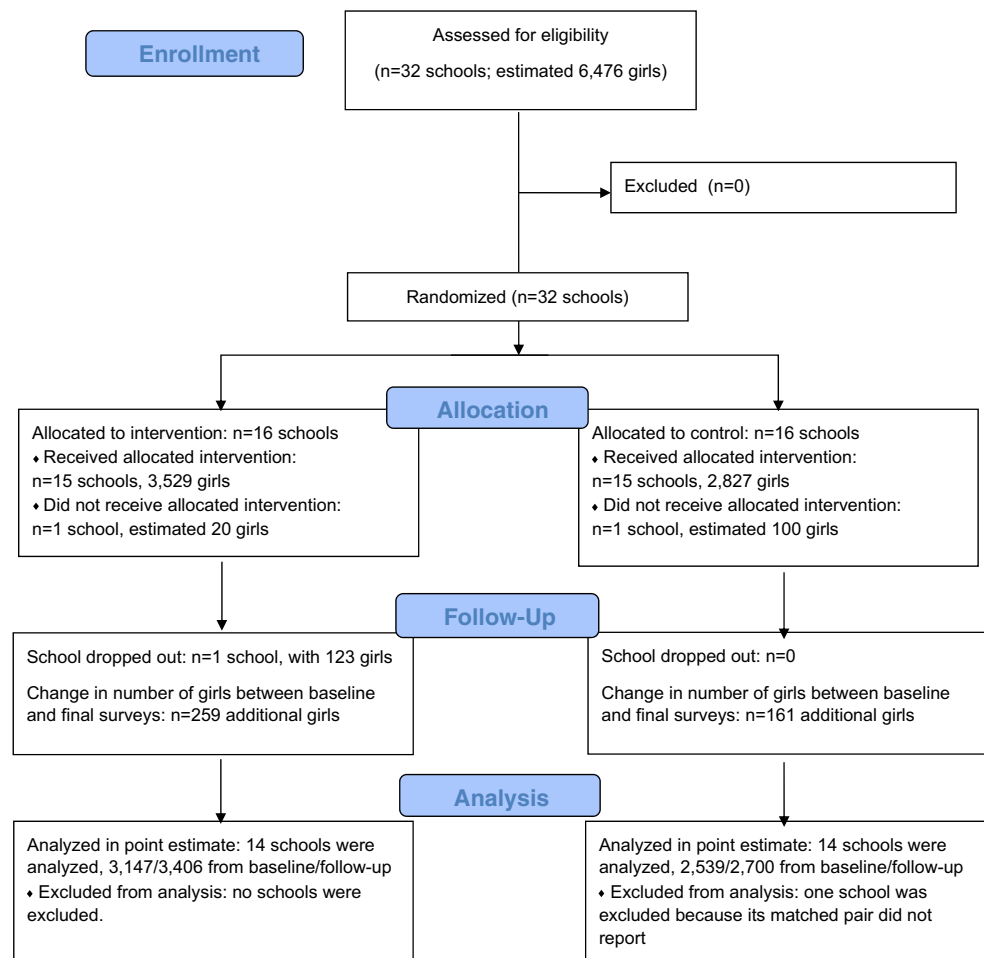 Enrollment
Assessed for eligibility
(n=32 schools; estimated 6,476 girls)
Excluded (n=0)
Randomized (n=32 schools)
Allocation
Allocated to intervention: n=16 schools
♦ Received allocated intervention:
n=15 schools, 3,529 girls
♦ Did not receive allocated intervention:
n=1 school, estimated 20 girls
Allocated to control: n=16 schools
♦ Received allocated intervention:
n=15 schools, 2,827 girls
♦ Did not receive allocated intervention:
n=1 school, estimated 100 girls
Follow-Up
School dropped out: n=1 school, with 123 girls
Change in number of girls between baseline
and final surveys: n=259 additional girls
School dropped out: n=0
Change in number of girls between baseline
and final surveys: n=161 additional girls
Analysis
Analyzed in point estimate: 14 schools were
analyzed, 3,147/3,406 from baseline/follow-up
♦ Excluded from analysis: no schools were
excluded.
Analyzed in point estimate: 14 schools were
analyzed, 2,539/2,700 from baseline/follow-up
♦ Excluded from analysis: one school was
excluded because its matched pair did not
report